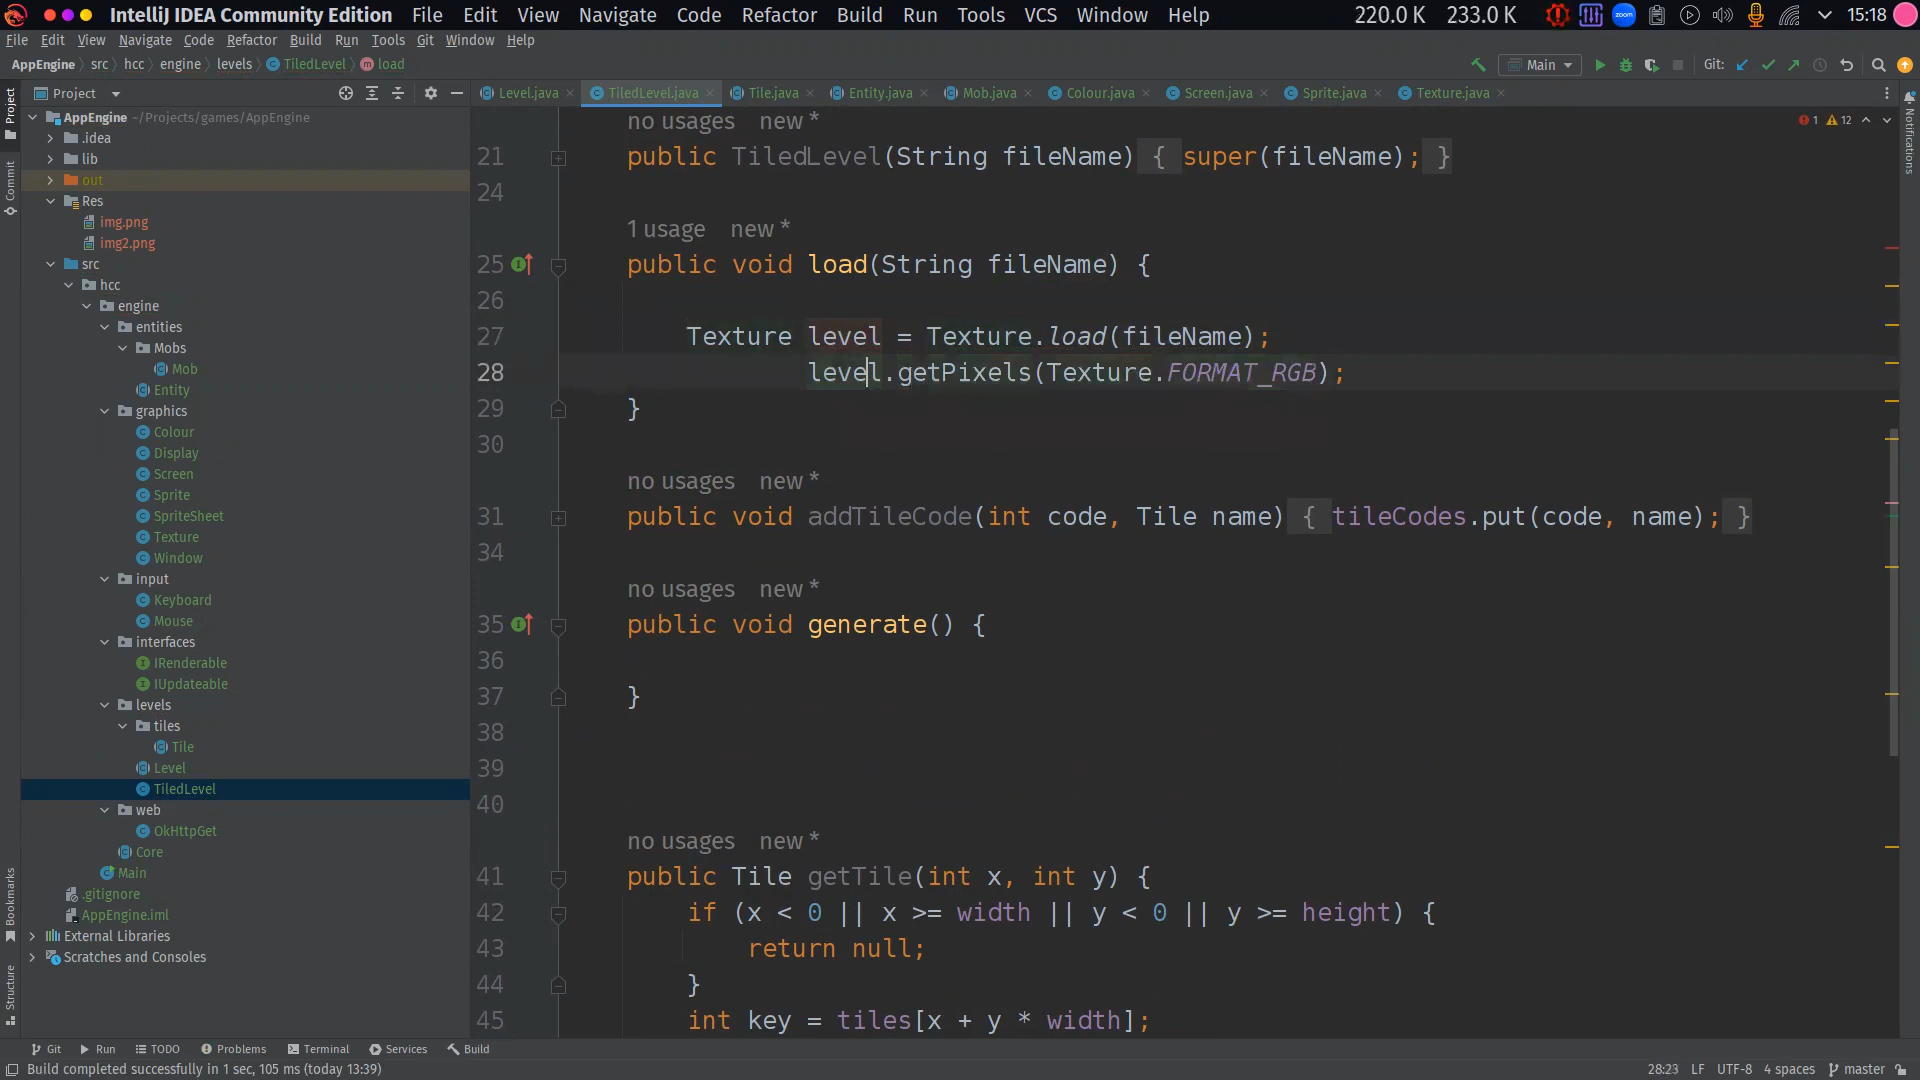 IntelliJ IDEA Community Edition File Edit View Navigate Code Refactor Build Run Tools VCS Window Help 220.0 K 233.0 K zoom 15:18
File Edit View Navigate Code Refactor Build Run Tools Git Window Help
AppEngine src hcc engine levels TiledLevel load Main Git:
Project
Level.java TiledLevel.java Tile.java Entity.java Mob.java Colour.java Screen.java Sprite.java Texture.java
AppEngine ~/Projects/games/AppEngine
.idea
lib
out
Res
img.png
img2.png
src
hcc
engine
entities
Mobs
Mob
Entity
graphics
Colour
Display
Screen
Sprite
SpriteSheet
Texture
Window
input
Keyboard
Mouse
interfaces
IRenderable
IUpdateable
levels
tiles
Tile
Level
TiledLevel
web
OkHttpGet
Core
Main
.gitignore
AppEngine.iml
External Libraries
Scratches and Consoles
Project
Commit
Bookmarks
Structure
no usages new *
1 12
21 public TiledLevel(String fileName) { super(fileName); }
24
1 usage new *
25 public void load(String fileName) {
26
27 Texture level = Texture.load(fileName);
28 level.getPixels(Texture.FORMAT_RGB);
29 }
30
no usages new *
31 public void addTileCode(int code, Tile name) { tileCodes.put(code, name); }
34
no usages new *
35 public void generate() {
36
37 }
38
39
40
no usages new *
41 public Tile getTile(int x, int y) {
42 if (x < 0 || x >= width || y < 0 || y >= height) {
43 return null;
44 }
45 int key = tiles[x + y * width];
Notifications
Git Run TODO Problems Terminal Services Build
Build completed successfully in 1 sec, 105 ms (today 13:39) 28:23 LF UTF-8 4 spaces master